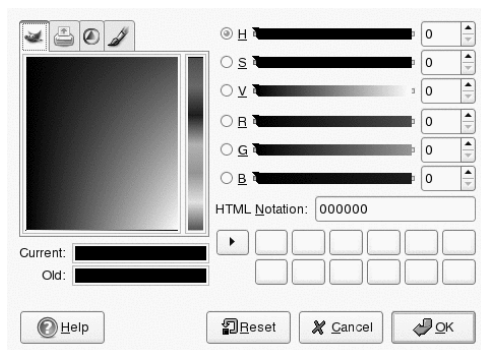 H 0
S 0
V 0
R 0
G 0
B 0
HTML Notation: 000000
Current:
Old:
Help Reset Cancel OK